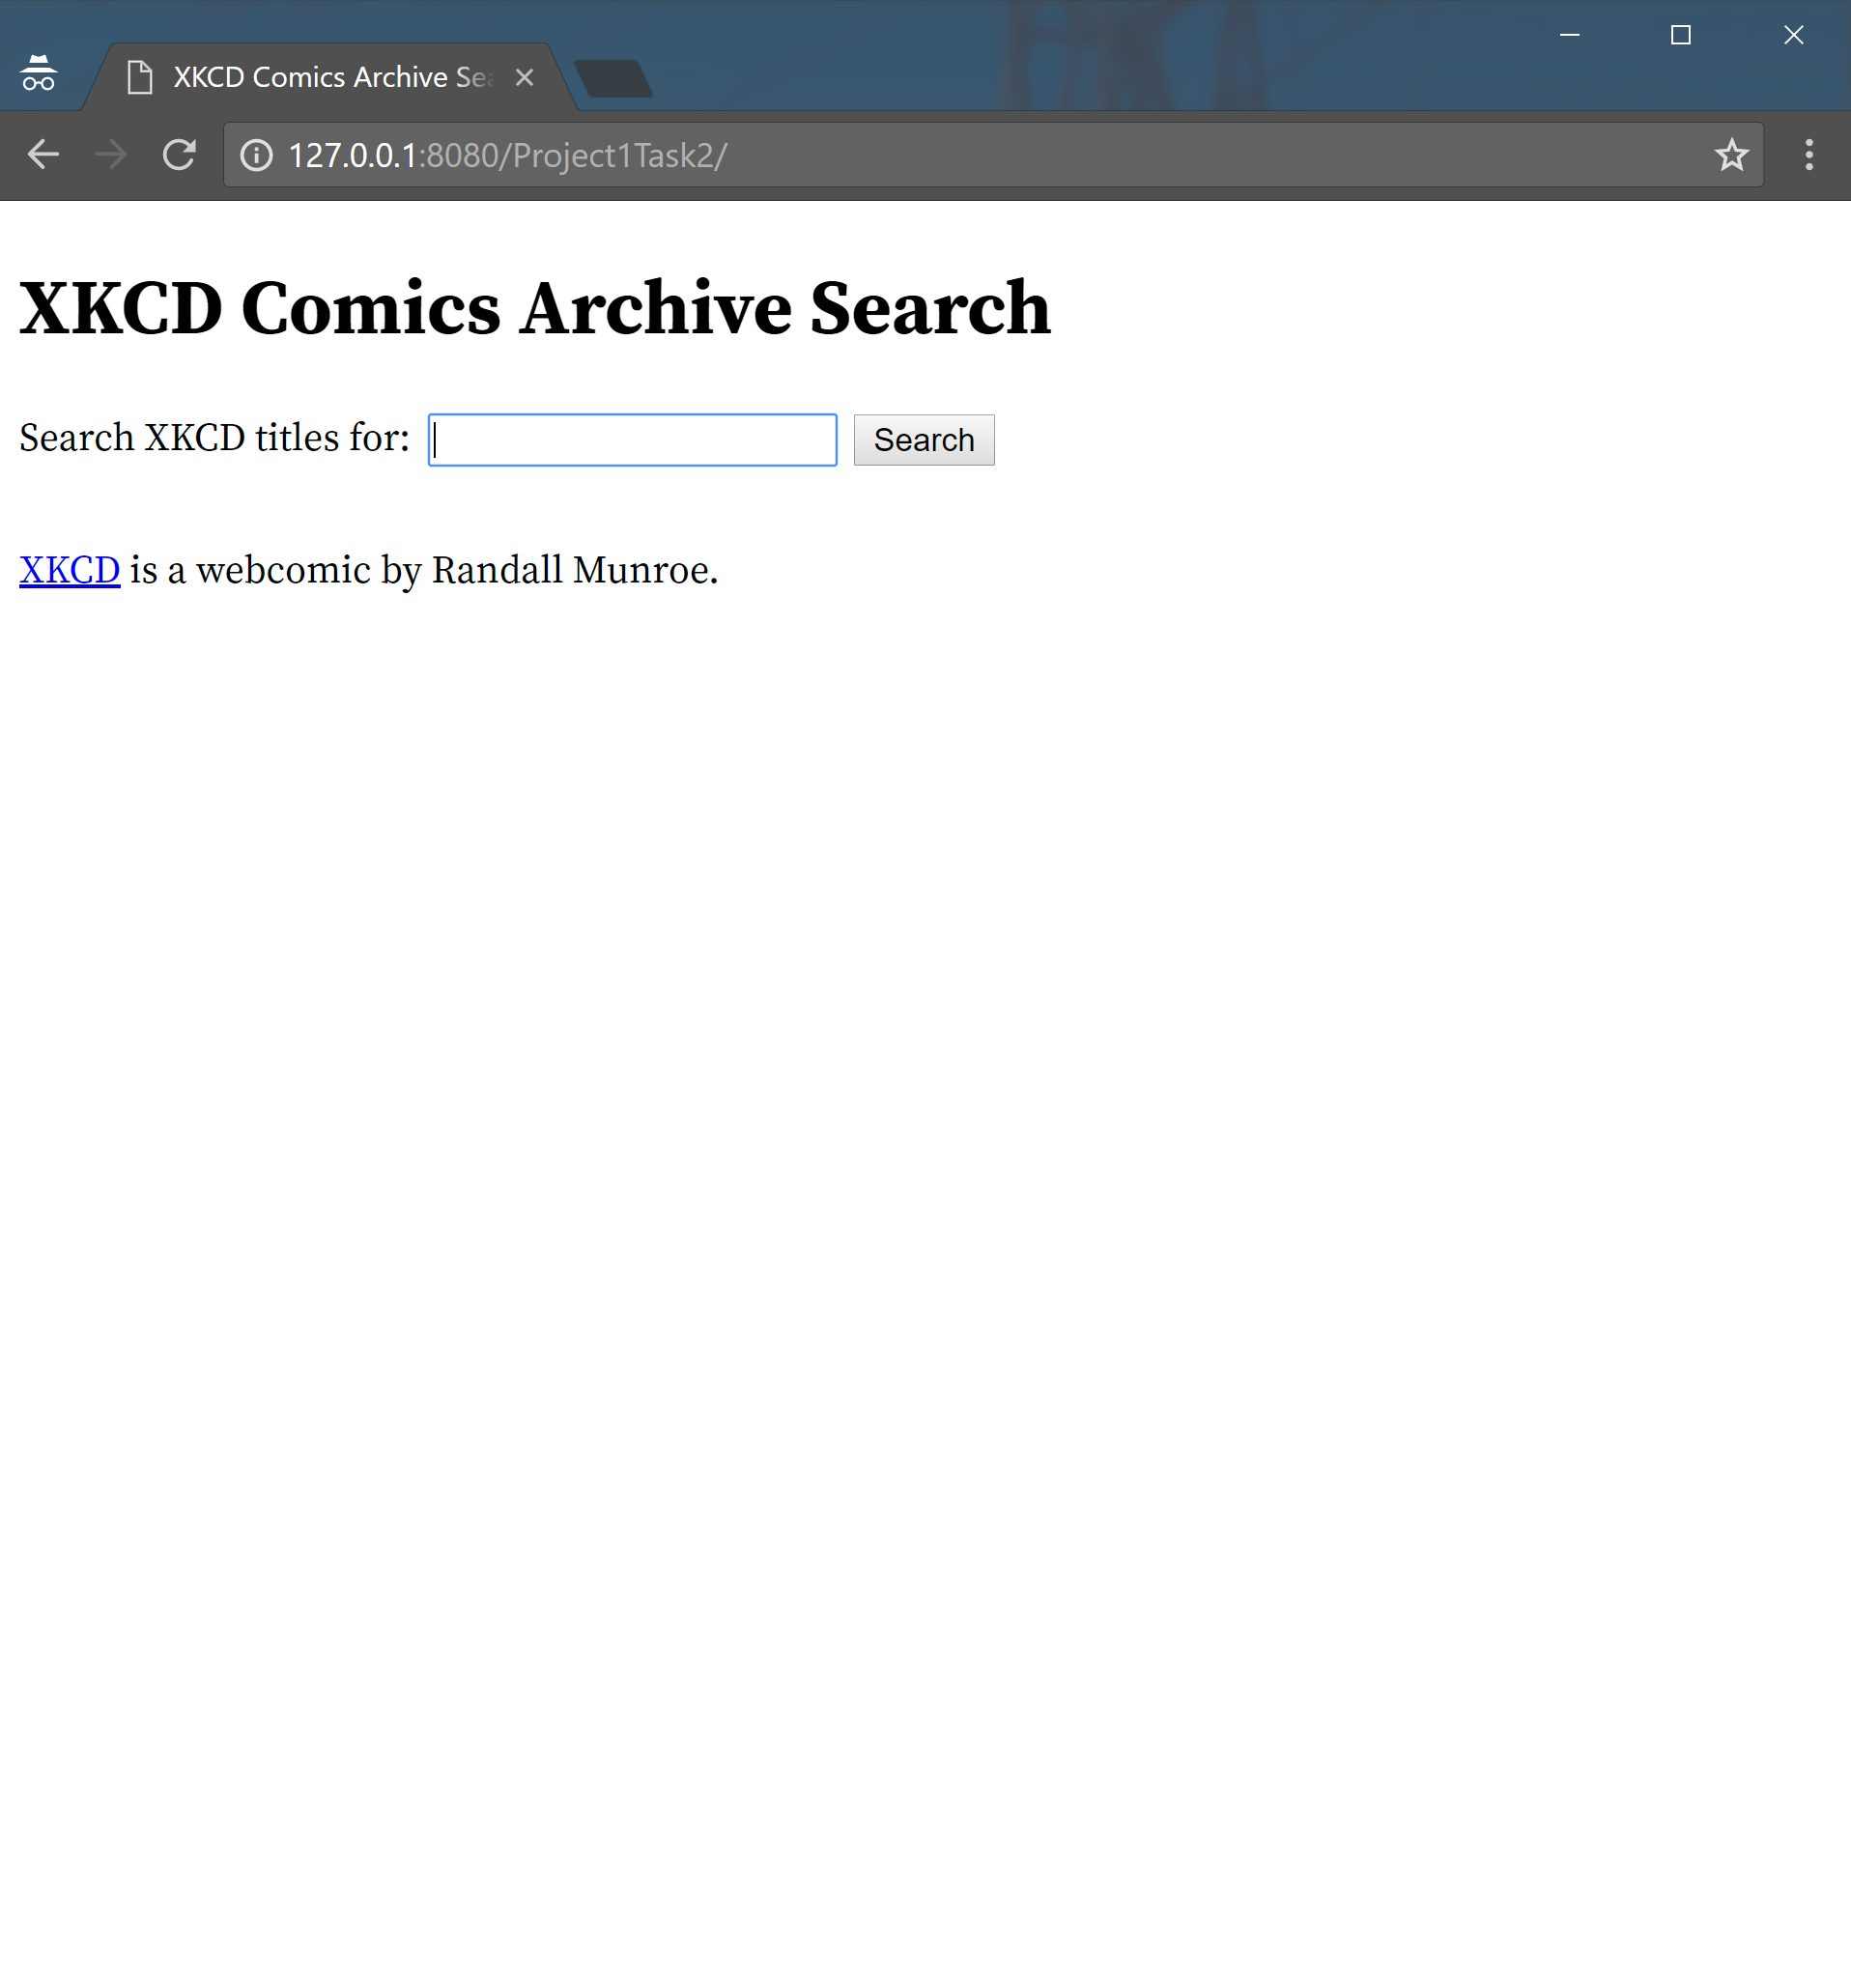 XKCD Comics Archive Sea
127.0.0.1:8080/Project1Task2/
XKCD Comics Archive Search
Search XKCD titles for: Search
XKCD is a webcomic by Randall Munroe.